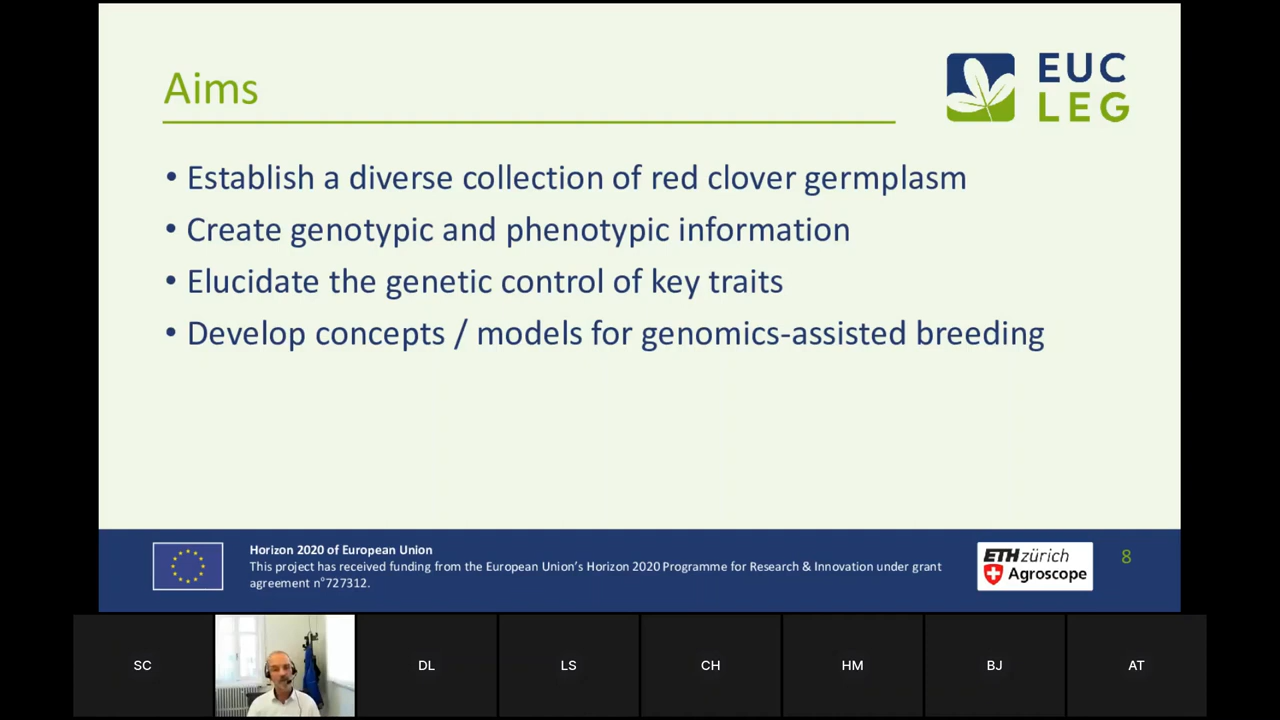 Aims
EUC
LEG
• Establish a diverse collection of red clover germplasm
• Create genotypic and phenotypic information
• Elucidate the genetic control of key traits
• Develop concepts / models for genomics-assisted breeding
Horizon 2020 of European Union
This project has received funding from the European Union’s Horizon 2020 Programme for Research & Innovation under grant
agreement n°727312.
ETH zürich
Agroscope
8
SC
DL
LS
CH
HM
BJ
AT